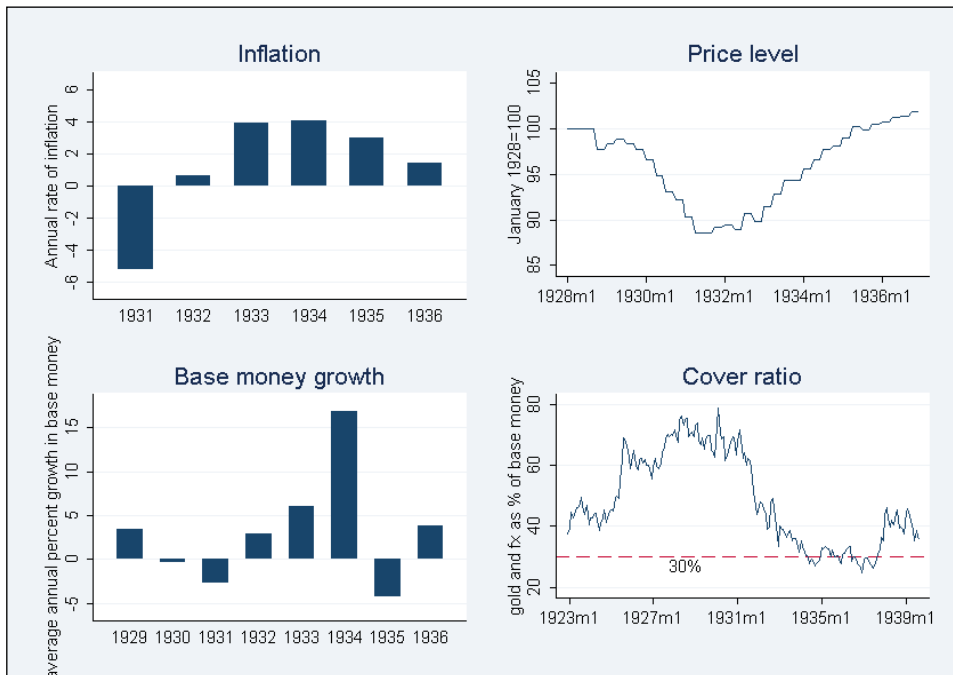 Inflation
Annual rate of inflation
6
4
2
0
-2
-4
-6
1931 1932 1933 1934 1935 1936
Price level
January 1928=100
105
100
95
90
85
1928m1 1930m1 1932m1 1934m1 1936m1
Base money growth
average annual percent growth in base money
15
10
5
0
-5
1929 1930 1931 1932 1933 1934 1935 1936
Cover ratio
gold and fx as % of base money
80
60
40
20
30%
1923m1 1927m1 1931m1 1935m1 1939m1